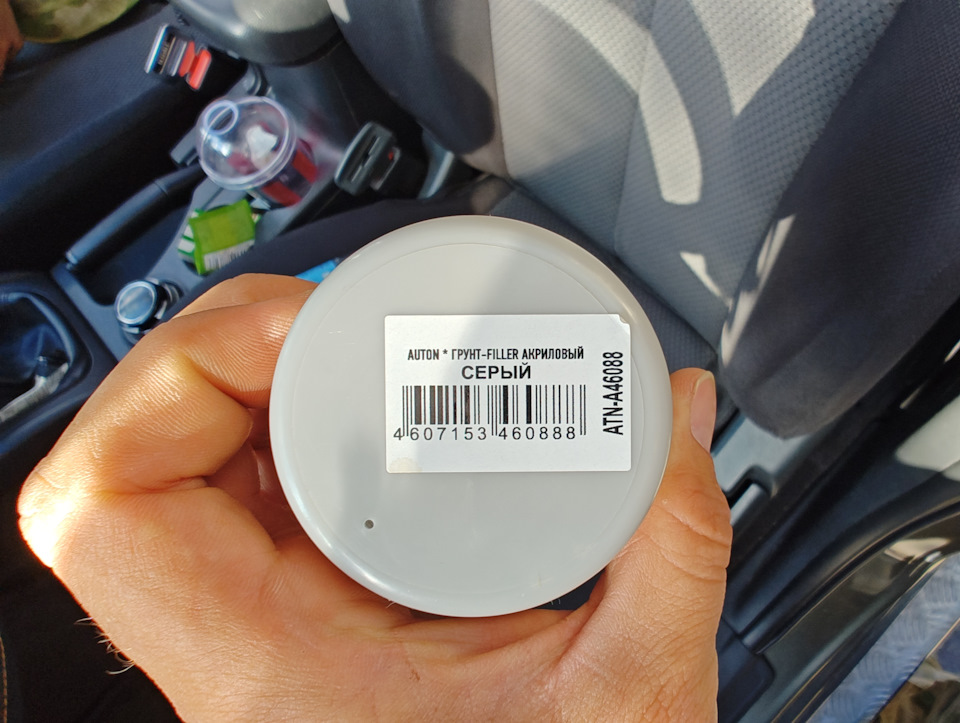 AUTON * ГРУНТ-FILLER АКРИЛОВЫЙ
СЕРЫЙ
4 607153 460888
ATN-A46088